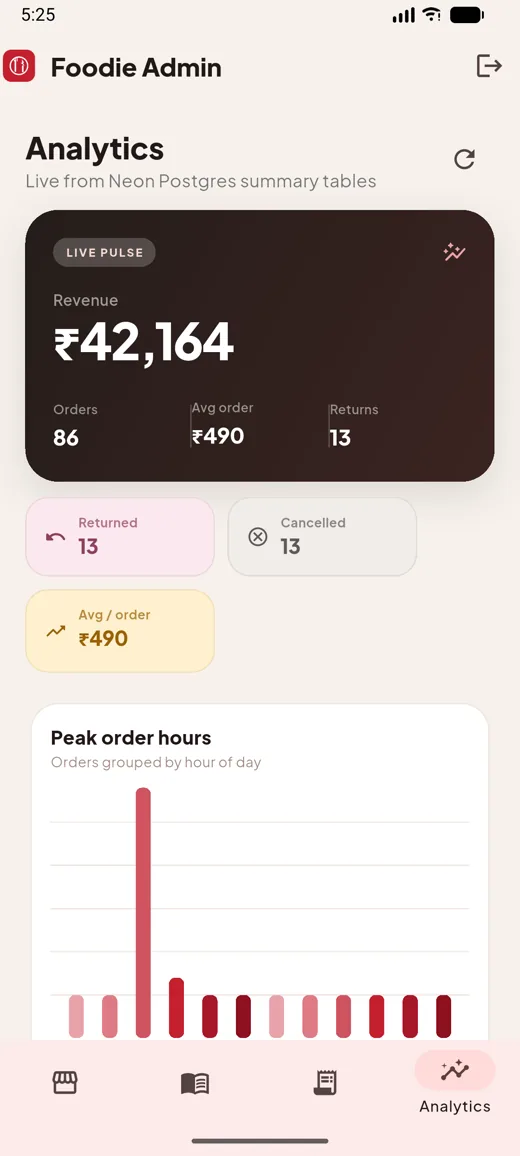 5:25
Foodie Admin
Analytics
Live from Neon Postgres summary tables
LIVE PULSE
Revenue
₹42,164
Orders
86
Avg order
₹490
Returns
13
Returned
13
Cancelled
13
Avg / order
₹490
Peak order hours
Orders grouped by hour of day
Analytics